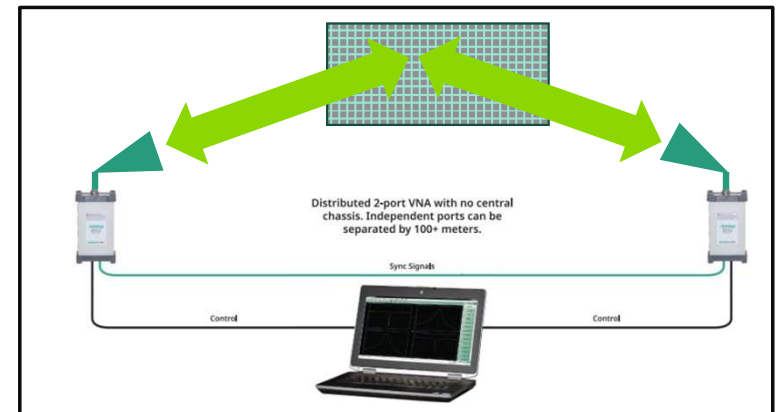 Distributed 2-port VNA with no central
chassis. Independent ports can be
separated by 100+ meters.
Sync Signals
Control
Control